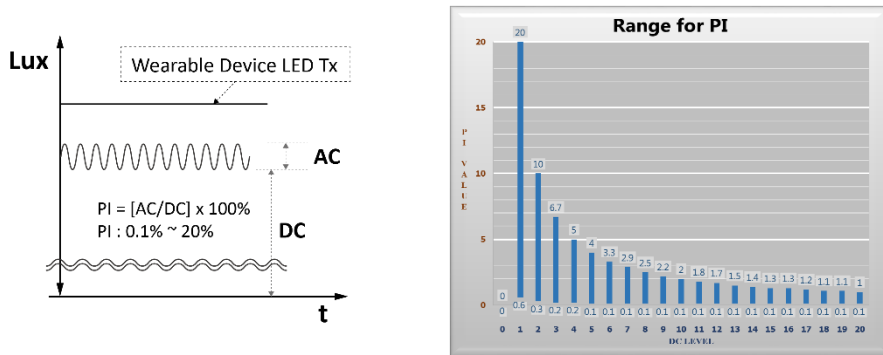 Lux
Wearable Device LED Tx
AC
PI = [AC/DC] x 100%
PI : 0.1% ~ 20%
DC
t
Range for PI
PI VALUE
20
15
10
5
0
0 20 10 6.7 5 4 3.3 2.9 2.5 2.2 2 1.8 1.7 1.5 1.4 1.3 1.3 1.2 1.1 1.1 1
0 0.6 0.3 0.2 0.2 0.1 0.1 0.1 0.1 0.1 0.1 0.1 0.1 0.1 0.1 0.1 0.1 0.1 0.1 0.1 0.1
0 1 2 3 4 5 6 7 8 9 10 11 12 13 14 15 16 17 18 19 20
DC LEVEL